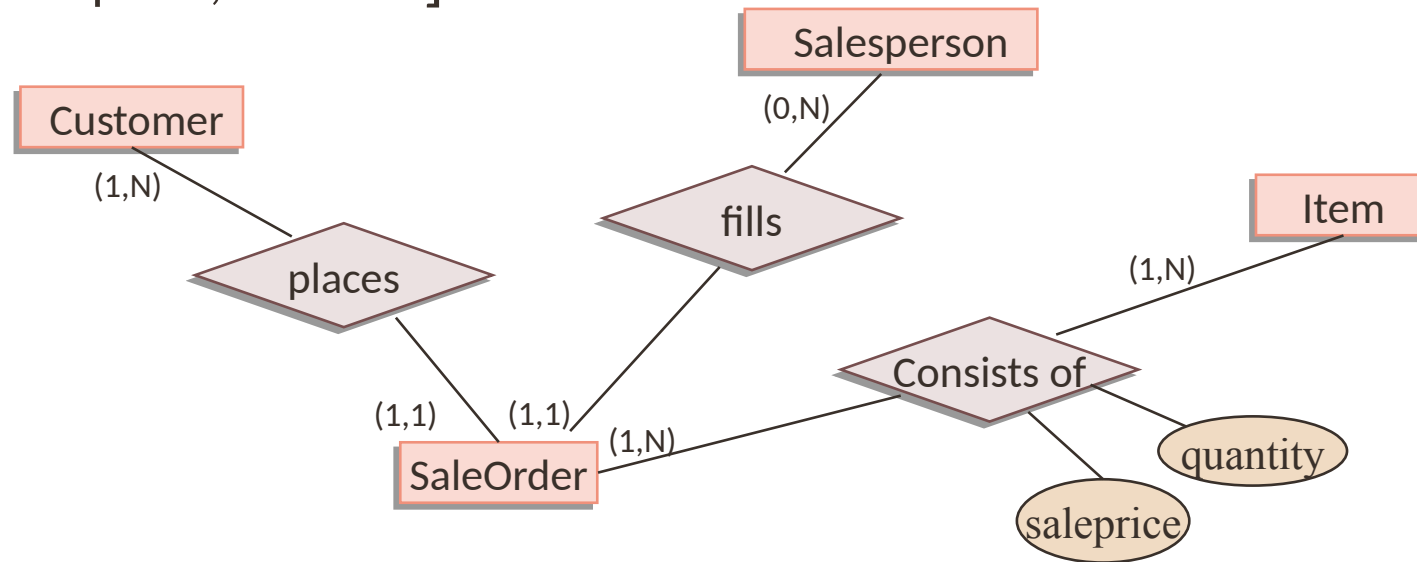 Salesperson
Customer
(0,N)
(1,N)
fills
Item
places
(1,N)
Consists of
(1,1)
(1,1)
(1,N)
SaleOrder
quantity
saleprice